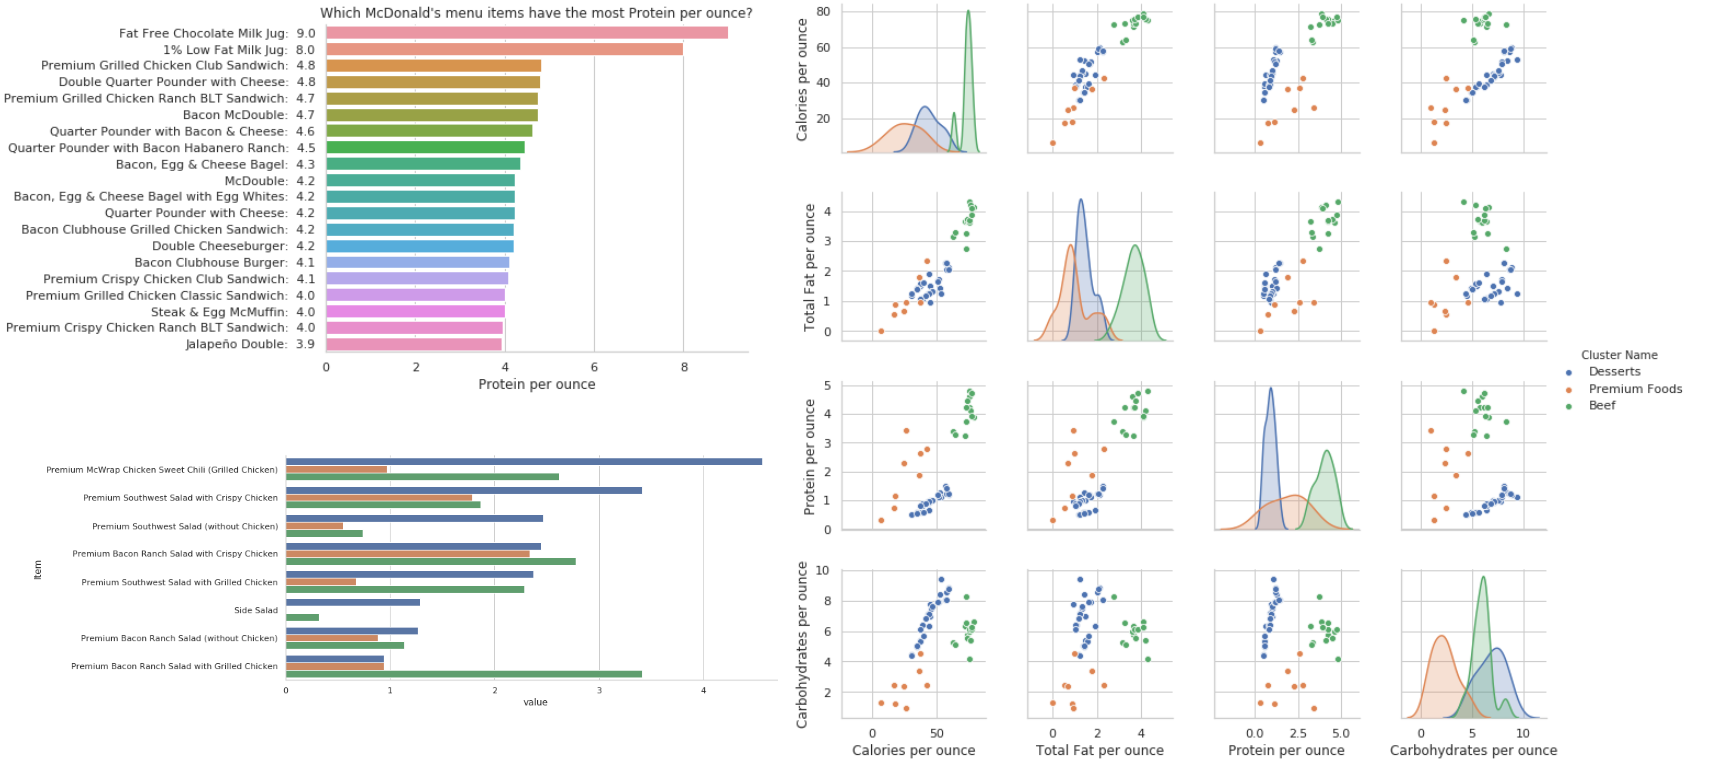 Which McDonald's menu items have the most Protein per ounce?
Fat Free Chocolate Milk Jug: 9.0
1% Low Fat Milk Jug: 8.0
Premium Grilled Chicken Club Sandwich: 4.8
Double Quarter Pounder with Cheese: 4.8
Premium Grilled Chicken Ranch BLT Sandwich: 4.7
Bacon McDouble: 4.7
Quarter Pounder with Bacon & Cheese: 4.6
Quarter Pounder with Bacon Habanero Ranch: 4.5
Bacon, Egg & Cheese Bagel: 4.3
McDouble: 4.2
Bacon, Egg & Cheese Bagel with Egg Whites: 4.2
Quarter Pounder with Cheese: 4.2
Bacon Clubhouse Grilled Chicken Sandwich: 4.2
Double Cheeseburger: 4.2
Bacon Clubhouse Burger: 4.1
Premium Crispy Chicken Club Sandwich: 4.1
Premium Grilled Chicken Classic Sandwich: 4.0
Steak & Egg McMuffin: 4.0
Premium Crispy Chicken Ranch BLT Sandwich: 4.0
Jalapeño Double: 3.9
0 2 4 6 8
Protein per ounce
Item
Premium McWrap Chicken Sweet Chili (Grilled Chicken)
Premium Southwest Salad with Crispy Chicken
Premium Southwest Salad (without Chicken)
Premium Bacon Ranch Salad with Crispy Chicken
Premium Southwest Salad with Grilled Chicken
Side Salad
Premium Bacon Ranch Salad (without Chicken)
Premium Bacon Ranch Salad with Grilled Chicken
0 1 2 3 4
value
Calories per ounce
80
60
40
20
Total Fat per ounce
4
3
2
1
0
Protein per ounce
5
4
3
2
1
0
Carbohydrates per ounce
10
8
6
4
2
0 50
Calories per ounce
0 2 4
Total Fat per ounce
0.0 2.5 5.0
Protein per ounce
0 5 10
Carbohydrates per ounce
Cluster Name
Desserts
Premium Foods
Beef